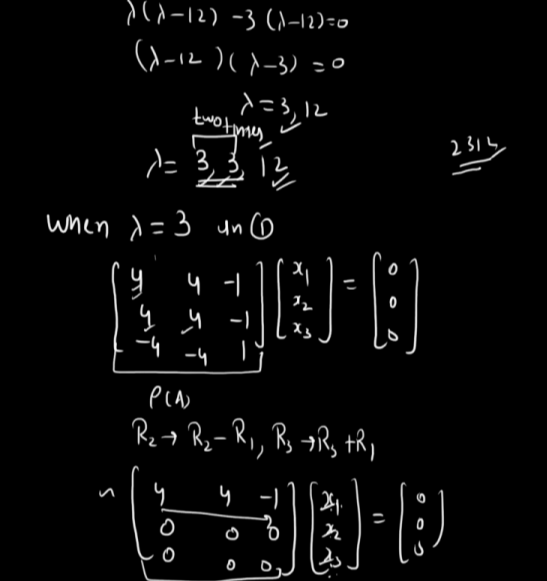 λ(λ-12) -3(λ-12)=0
(λ-12)(λ-3) = 0
λ=3,12
two times
λ= 3,3, 12
When λ=3 in ①
[4 4 -1] [x1] = [0]
[4 4 -1] [x2] [0]
[-4 -4 1] [x3] [0]
ρ(A)
R2→R2-R1, R3→R3+R1
~ [4 4 -1] [x1] = [0]
[0 0 0] [x2] [0]
[0 0 0] [x3] [0]